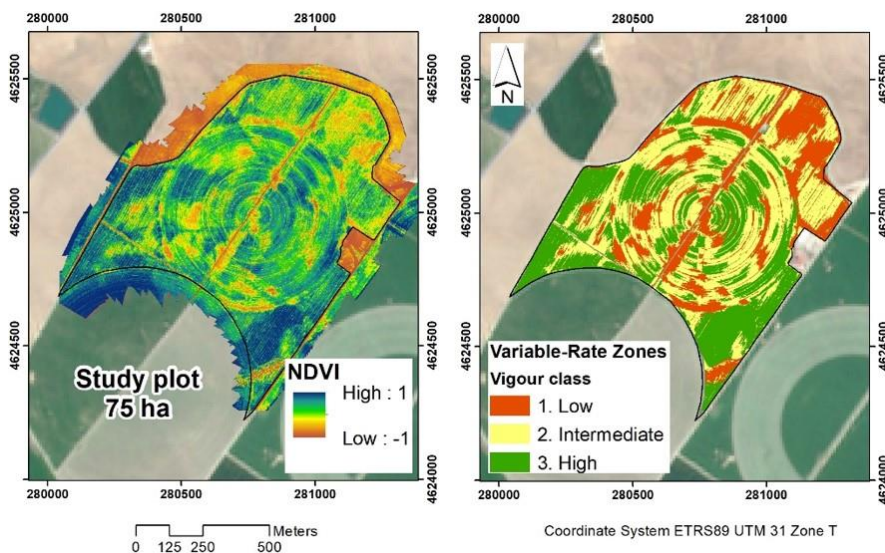 280000 280500 281000
4625500
4625000
4624500
4624000
Study plot
75 ha
NDVI
High : 1
Low : -1
280000 280500 281000
0 125 250 500 Meters
280000 280500 281000
N
4625500
4625000
4624500
4624000
Variable-Rate Zones
Vigour class
1. Low
2. Intermediate
3. High
280000 280500 281000
Coordinate System ETRS89 UTM 31 Zone T